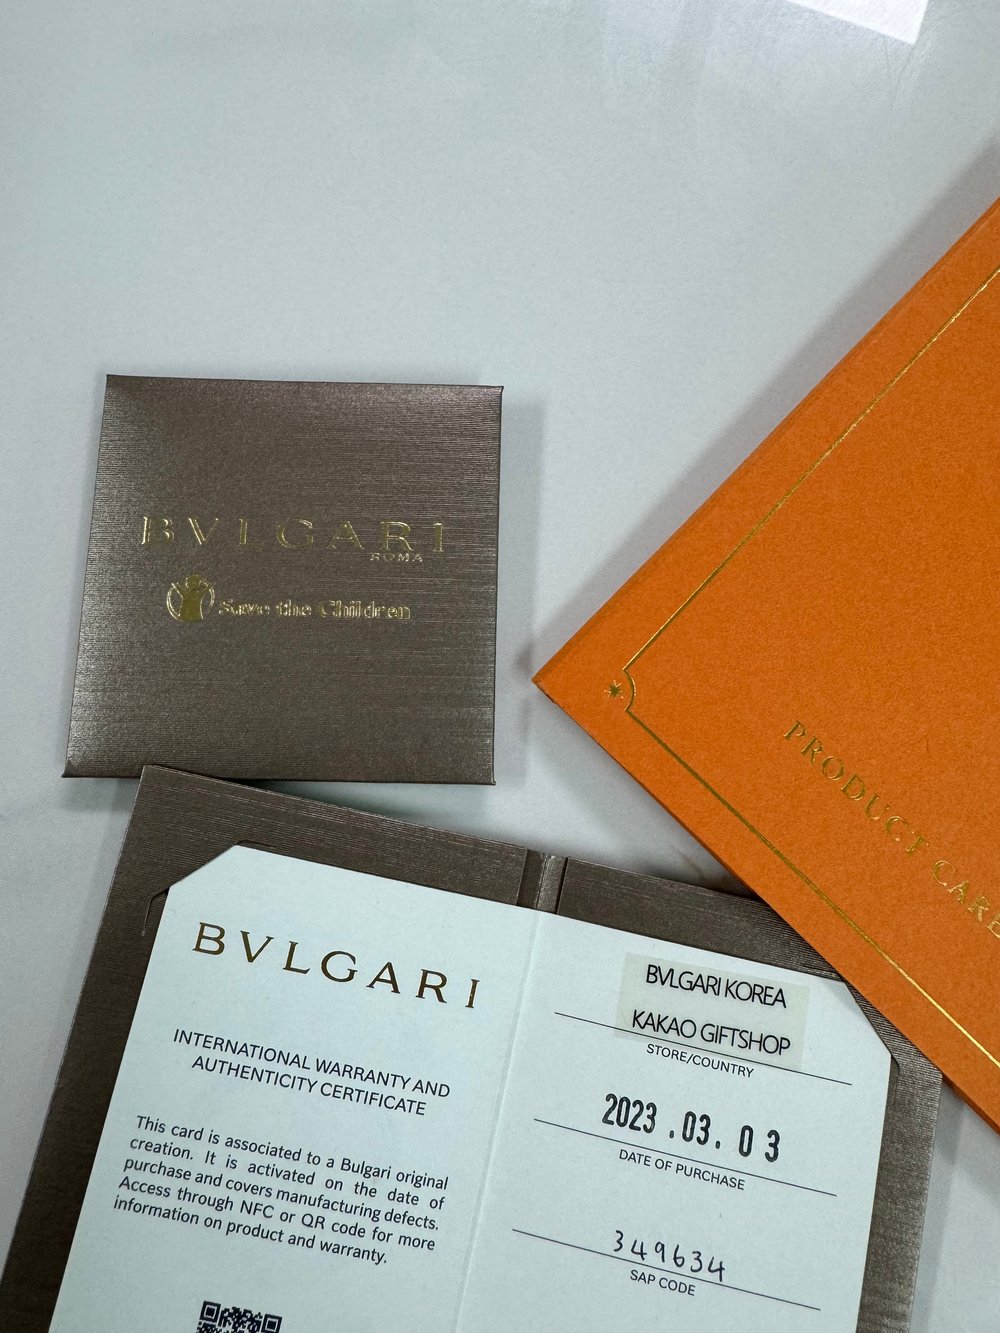 BVLGARI
ROMA
Save the Children
PRODUCT CARE
BVLGARI
INTERNATIONAL WARRANTY AND
AUTHENTICITY CERTIFICATE
This card is associated to a Bulgari original
creation. It is activated on the date of
purchase and covers manufacturing defects.
Access through NFC or QR code for more
information on product and warranty.
BVLGARI KOREA
KAKAO GIFTSHOP
STORE/COUNTRY
2023.03.03
DATE OF PURCHASE
349634
SAP CODE